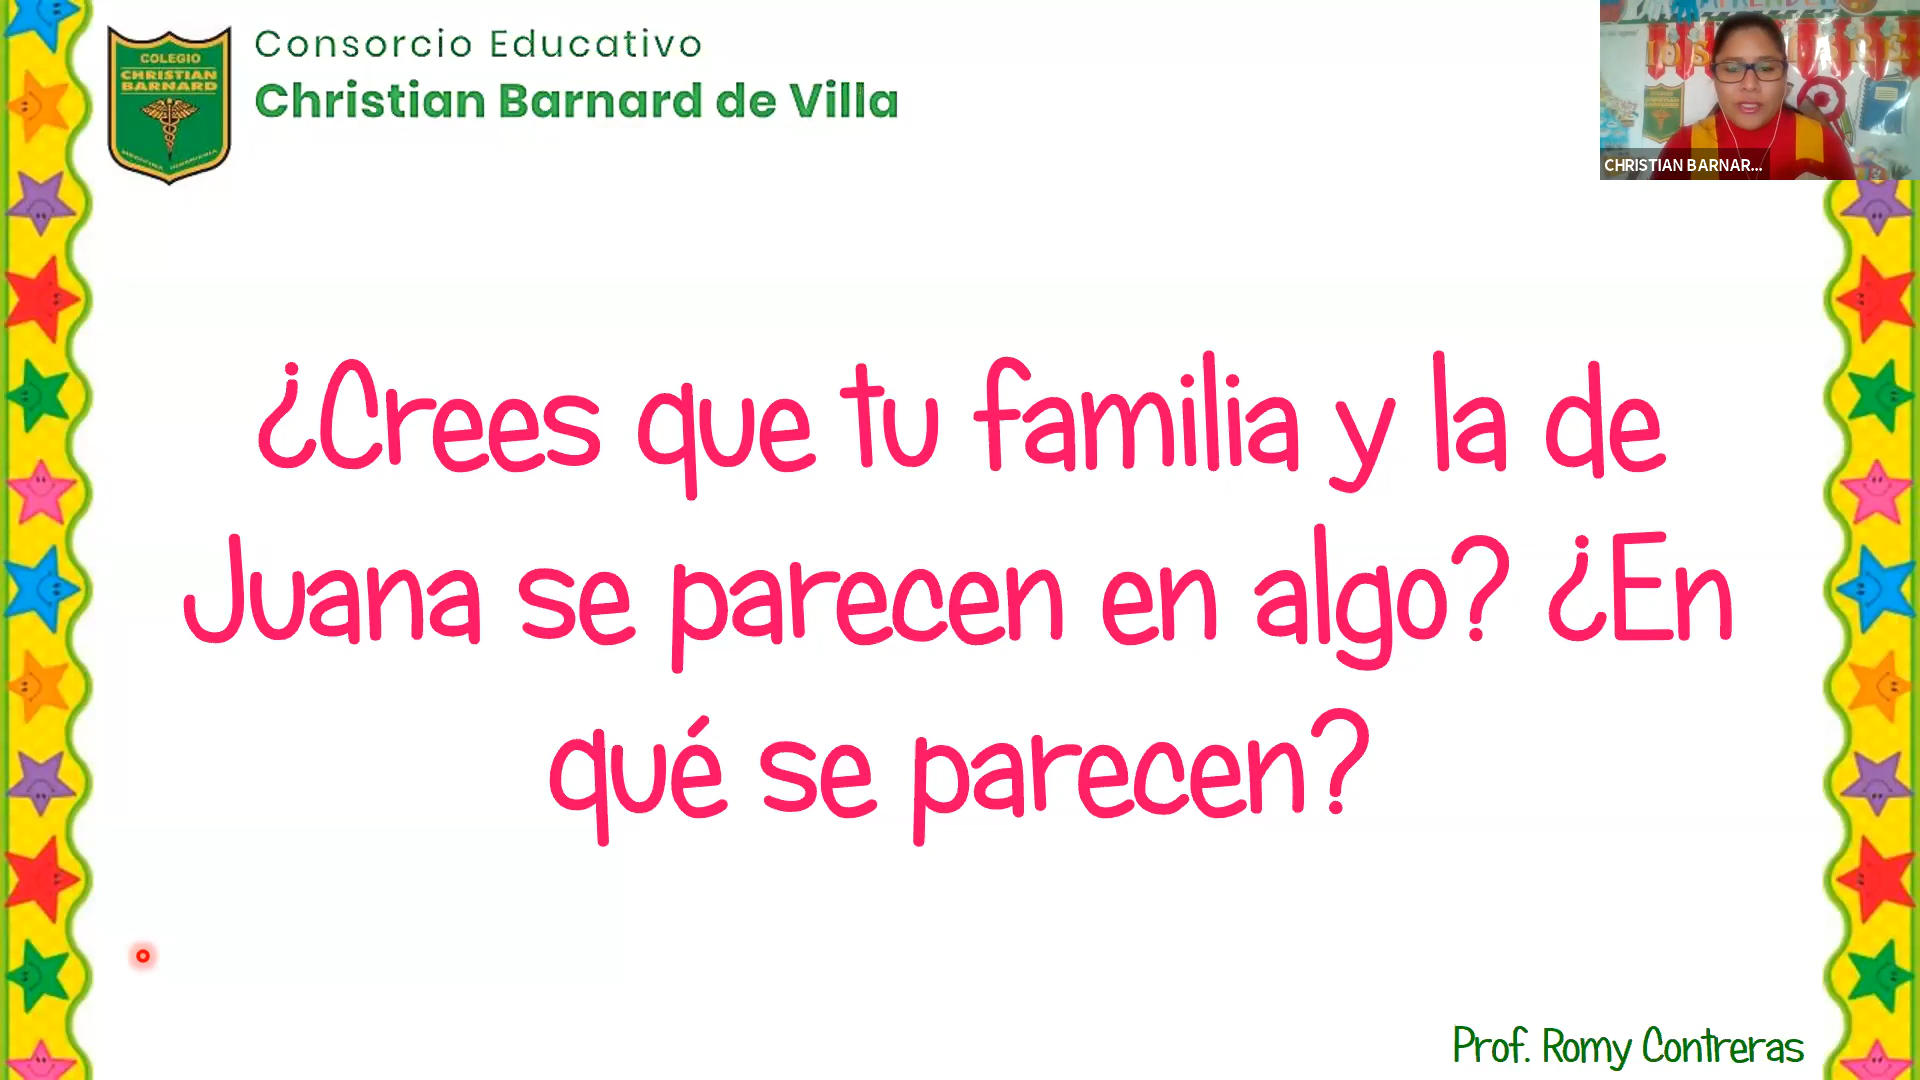 COLEGIO
CHRISTIAN
BARNARD
Consorcio Educativo
Christian Barnard de Villa
CHRISTIAN BARNAR...
¿Crees que tu familia y la de
Juana se parecen en algo? ¿En
qué se parecen?
Prof. Romy Contreras